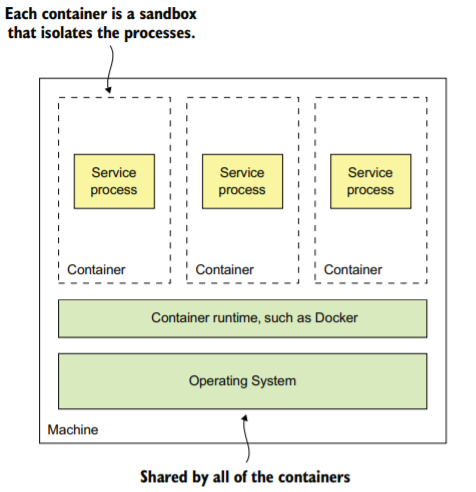 Each container is a sandbox
that isolates the processes.
Service
process
Service
process
Service
process
Container
Container
Container
Container runtime, such as Docker
Operating System
Machine
Shared by all of the containers